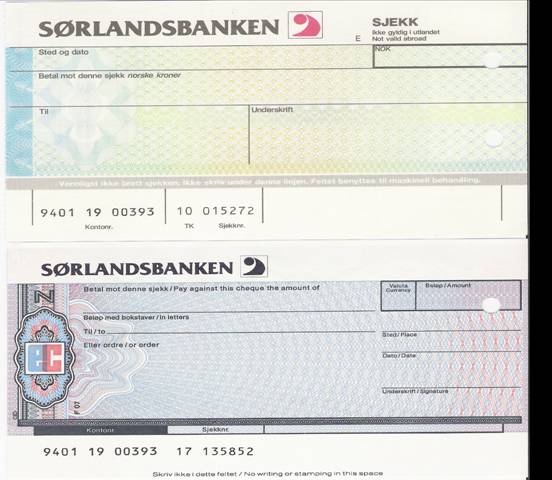 SØRLANDSBANKEN
SJEKK
Ikke gyldig i utlandet
E Not valid abroad
Sted og dato
NOK
Betal mot denne sjekk norske kroner
Til
Underskrift
Vennligst ikke brett sjekken. Ikke skriv under denne linjen. Feltet benyttes til maskinell behandling.
9401 19 00393 10 015272
Kontonr. TK Sjekknr.
SØRLANDSBANKEN
Betal mot denne sjekk / Pay against this cheque the amount of
Valuta Beløp / Amount
Currency
Beløp med bokstaver / In letters
Til / to
Sted / Place
Eller ordre / or order
Dato / Date
Underskrift / Signature
F 07
Kontonr. Sjekknr.
9401 19 00393 17 135852
Skriv ikke i dette feltet / No writing or stamping in this space